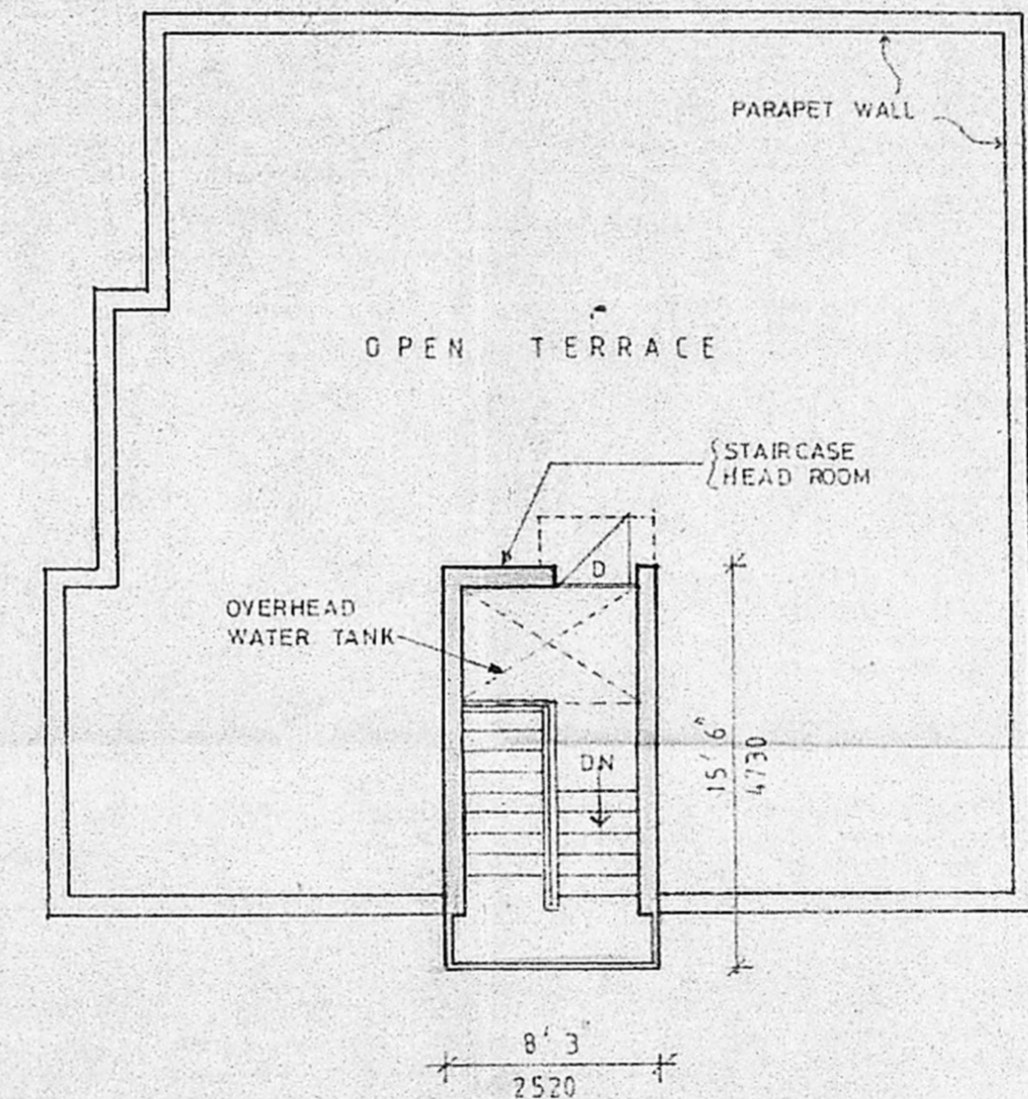 PARAPET WALL
OPEN TERRACE
STAIRCASE
HEAD ROOM
D
OVERHEAD
WATER TANK
DN
15' 6"
4730
8' 3"
2520